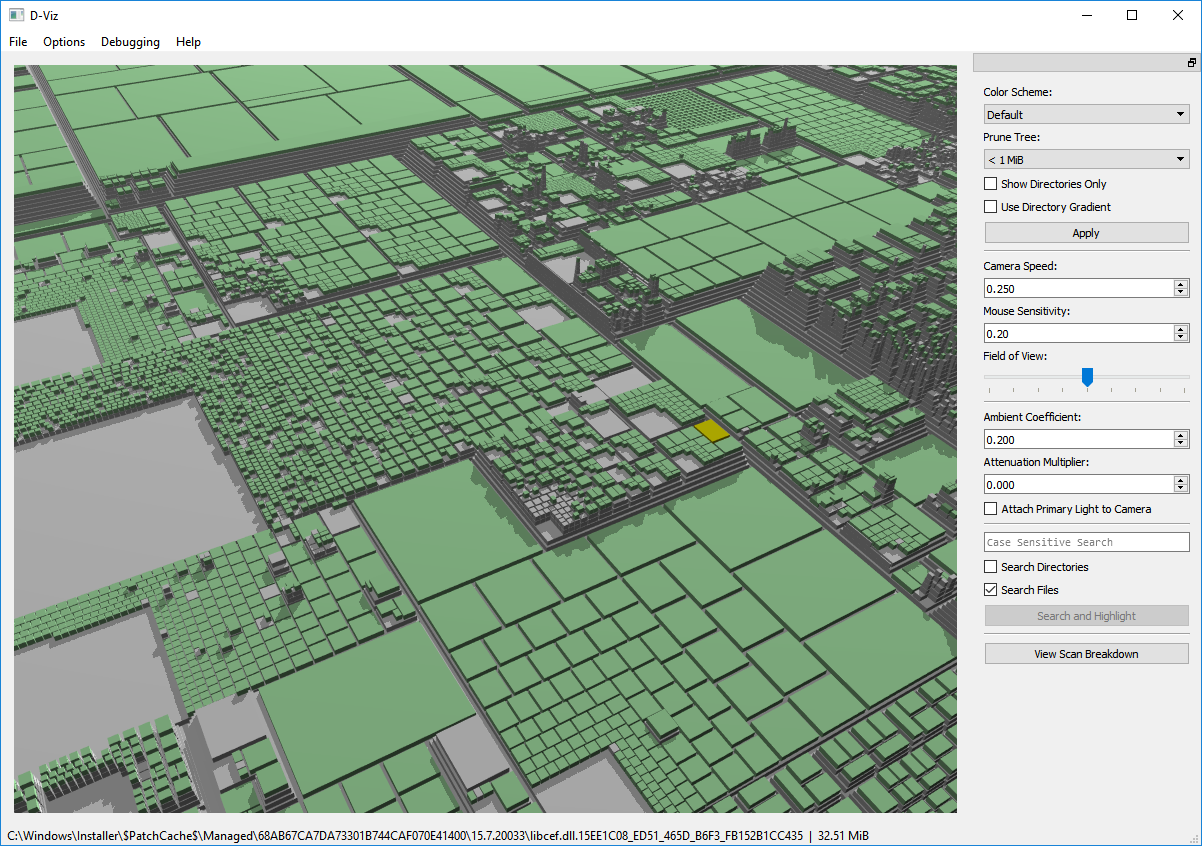 D-Viz
File Options Debugging Help
Color Scheme:
Default
Prune Tree:
< 1 MiB
Show Directories Only
Use Directory Gradient
Apply
Camera Speed:
0.250
Mouse Sensitivity:
0.20
Field of View:
Ambient Coefficient:
0.200
Attenuation Multiplier:
0.000
Attach Primary Light to Camera
Case Sensitive Search
Search Directories
Search Files
Search and Highlight
View Scan Breakdown
C:\Windows\Installer\$PatchCache$\Managed\68AB67CA7DA73301B744CAF070E41400\15.7.20033\libcef.dll.15EE1C08_ED51_465D_B6F3_FB152B1CC435 | 32.51 MiB